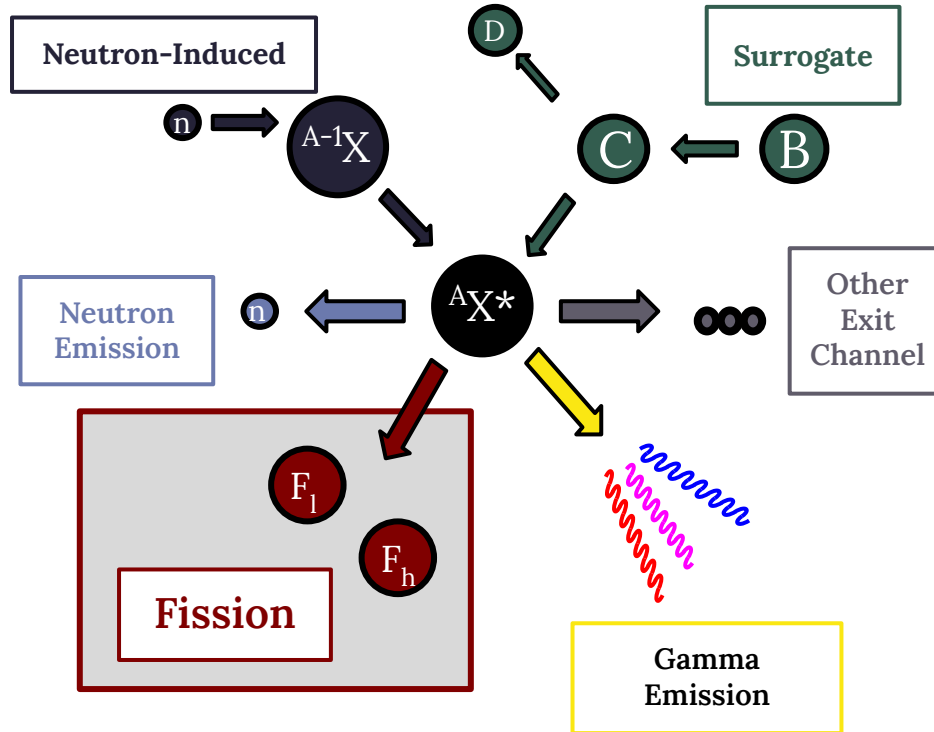 D
Neutron-Induced
Surrogate
n
A-1X
C
B
AX*
Neutron
Emission
n
Other
Exit
Channel
Fl
Fh
Fission
Gamma
Emission